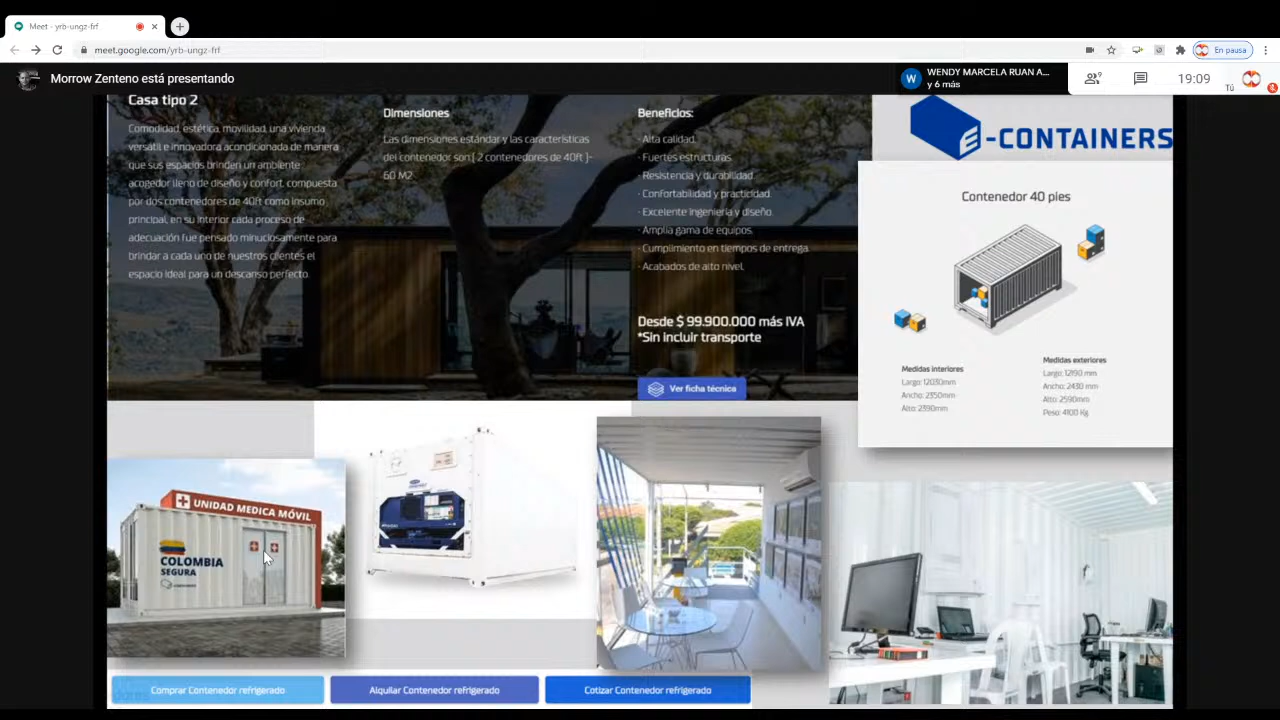 Meet - yrb-ungz-frf
meet.google.com/yrb-ungz-frf
En pausa
Morrow Zenteno está presentando
W
WENDY MARCELA RUAN A...
y 6 más
9
19:09
Tú
Casa tipo 2
Comodidad, estética, movilidad, una vivienda
versátil e innovadora acondicionada de manera
que sus espacios brinden un ambiente
acogedor lleno de diseño y confort, compuesta
por dos contenedores de 40ft como insumo
principal, en su interior cada proceso de
adecuación fue pensado minuciosamente para
brindar a cada uno de nuestros clientes el
espacio ideal para un descanso perfecto.
Dimensiones
Las dimensiones estándar y las características
del contenedor son:[ 2 contenedores de 40ft ]-
60 M2
Beneficios:
· Alta calidad.
· Fuertes estructuras.
· Resistencia y durabilidad.
· Confortabilidad y practicidad.
· Excelente ingeniería y diseño.
· Amplia gama de equipos.
· Cumplimiento en tiempos de entrega.
· Acabados de alto nivel.
Desde $ 99.900.000 más IVA
*Sin incluir transporte
Ver ficha técnica
E-CONTAINERS
Contenedor 40 pies
Medidas interiores
Largo: 12030mm
Ancho: 2350mm
Alto: 2390mm
Medidas exteriores
Largo: 12190 mm
Ancho: 2430 mm
Alto: 2590mm
Peso: 4100 Kg.
UNIDAD MEDICA MÓVIL
COLOMBIA
SEGURA
Comprar Contenedor refrigerado
Alquilar Contenedor refrigerado
Cotizar Contenedor refrigerado